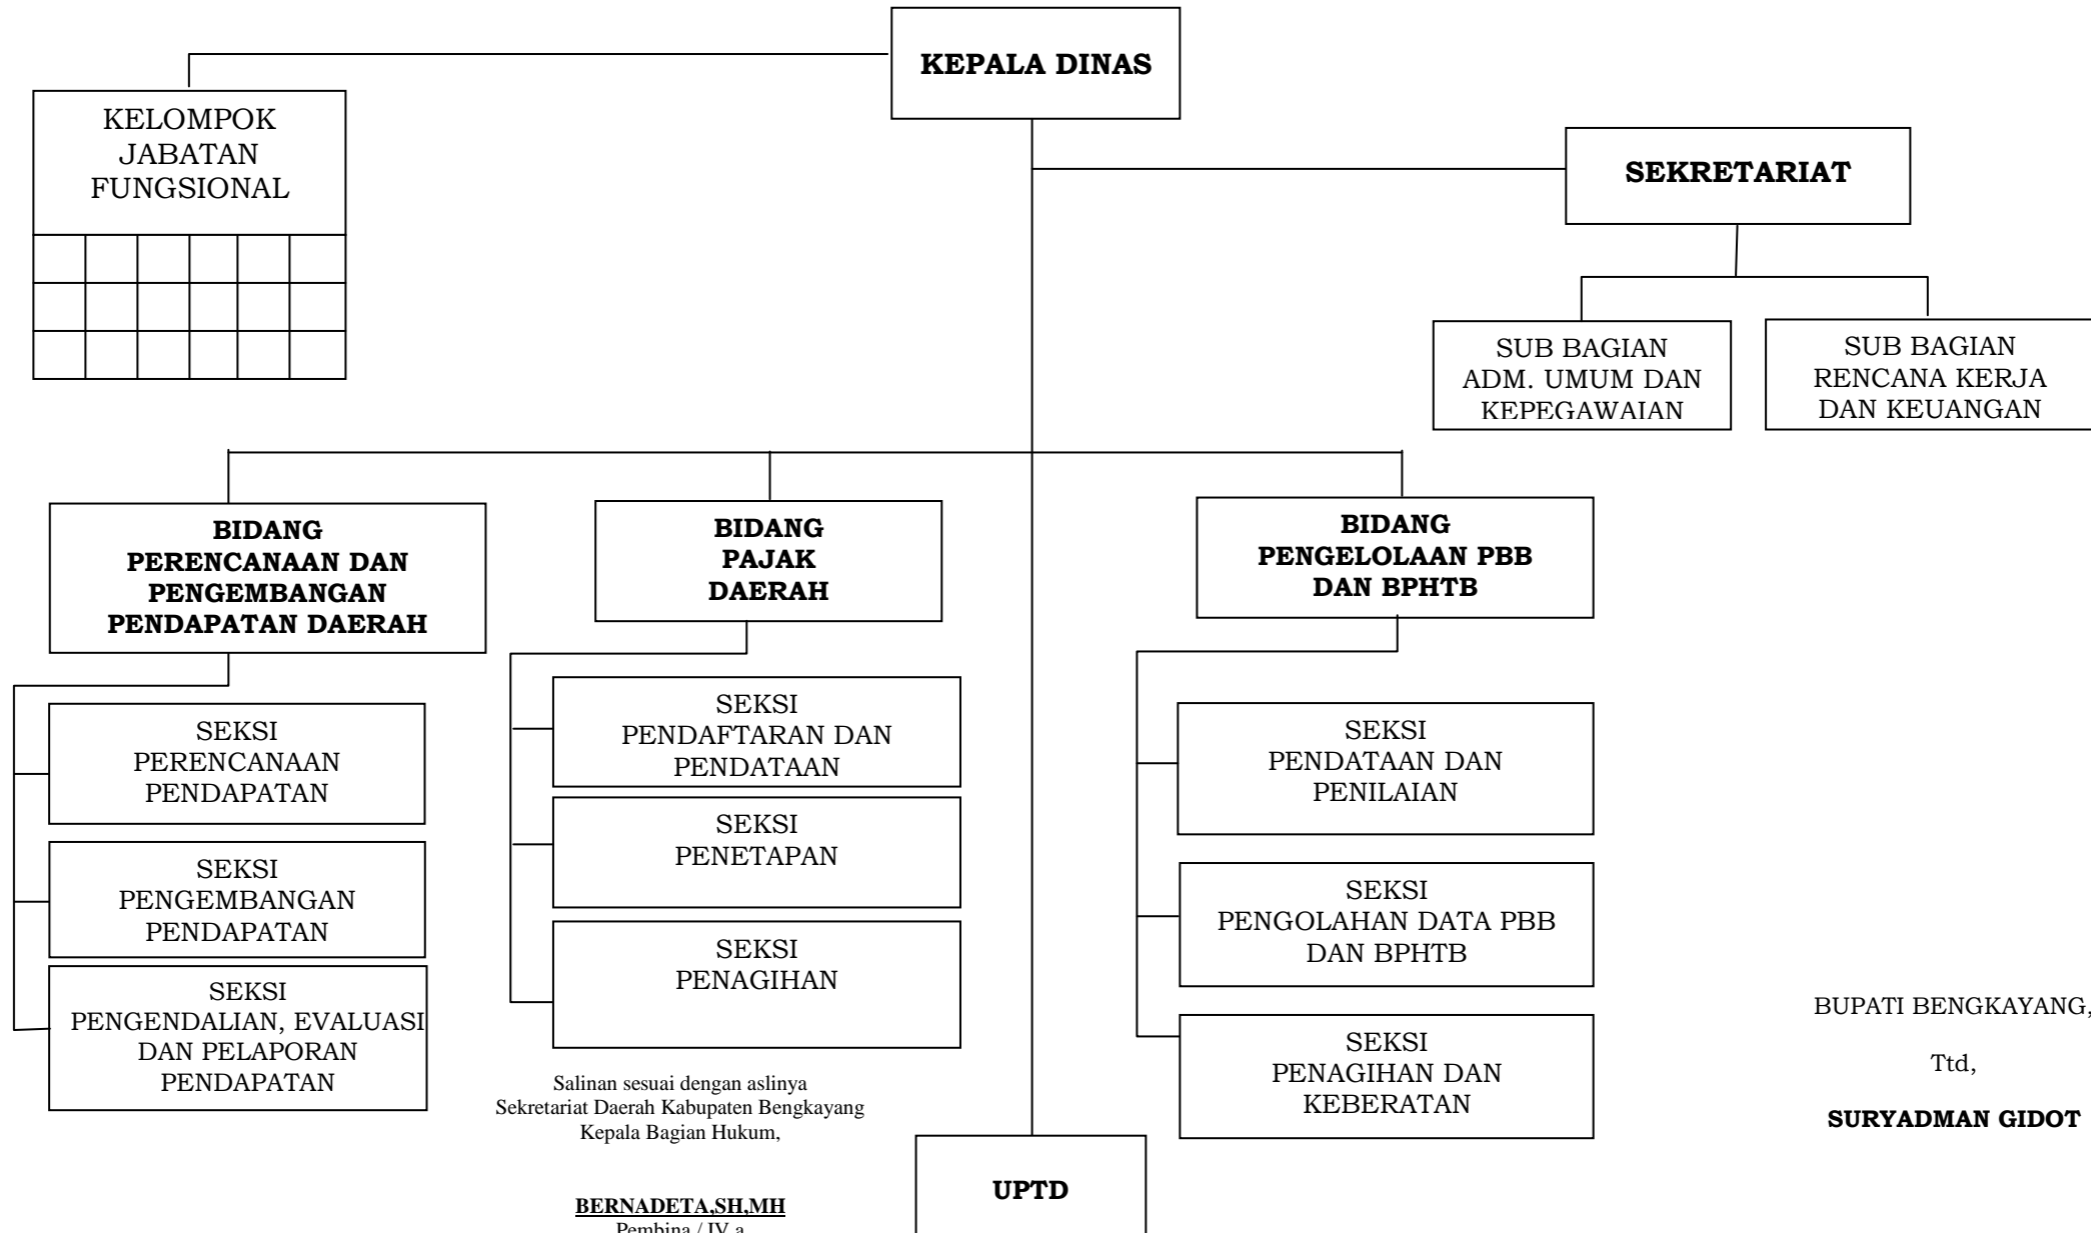 KEPALA DINAS
KELOMPOK
JABATAN
FUNGSIONAL
SEKRETARIAT
SUB BAGIAN
ADM. UMUM DAN
KEPEGAWAIAN
SUB BAGIAN
RENCANA KERJA
DAN KEUANGAN
BIDANG
PERENCANAAN DAN
PENGEMBANGAN
PENDAPATAN DAERAH
BIDANG
PAJAK
DAERAH
BIDANG
PENGELOLAAN PBB
DAN BPHTB
SEKSI
PERENCANAAN
PENDAPATAN
SEKSI
PENGEMBANGAN
PENDAPATAN
SEKSI
PENGENDALIAN, EVALUASI
DAN PELAPORAN
PENDAPATAN
SEKSI
PENDAFTARAN DAN
PENDATAAN
SEKSI
PENETAPAN
SEKSI
PENAGIHAN
SEKSI
PENDATAAN DAN
PENILAIAN
SEKSI
PENGOLAHAN DATA PBB
DAN BPHTB
SEKSI
PENAGIHAN DAN
KEBERATAN
BUPATI BENGKAYANG,
Ttd,
SURYADMAN GIDOT
Salinan sesuai dengan aslinya
Sekretariat Daerah Kabupaten Bengkayang
Kepala Bagian Hukum,
BERNADETA,SH,MH
Pembina / IV a
UPTD